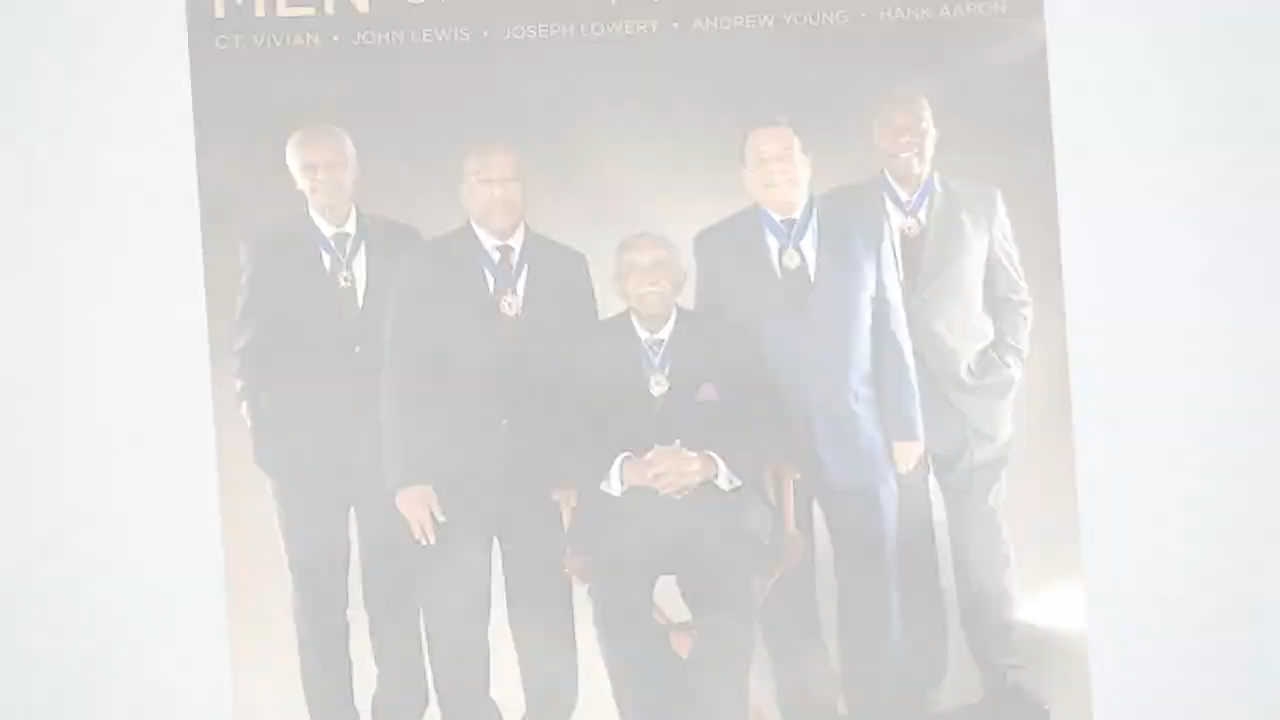 MEN
C.T. VIVIAN • JOHN LEWIS • JOSEPH LOWERY • ANDREW YOUNG • HANK AARON